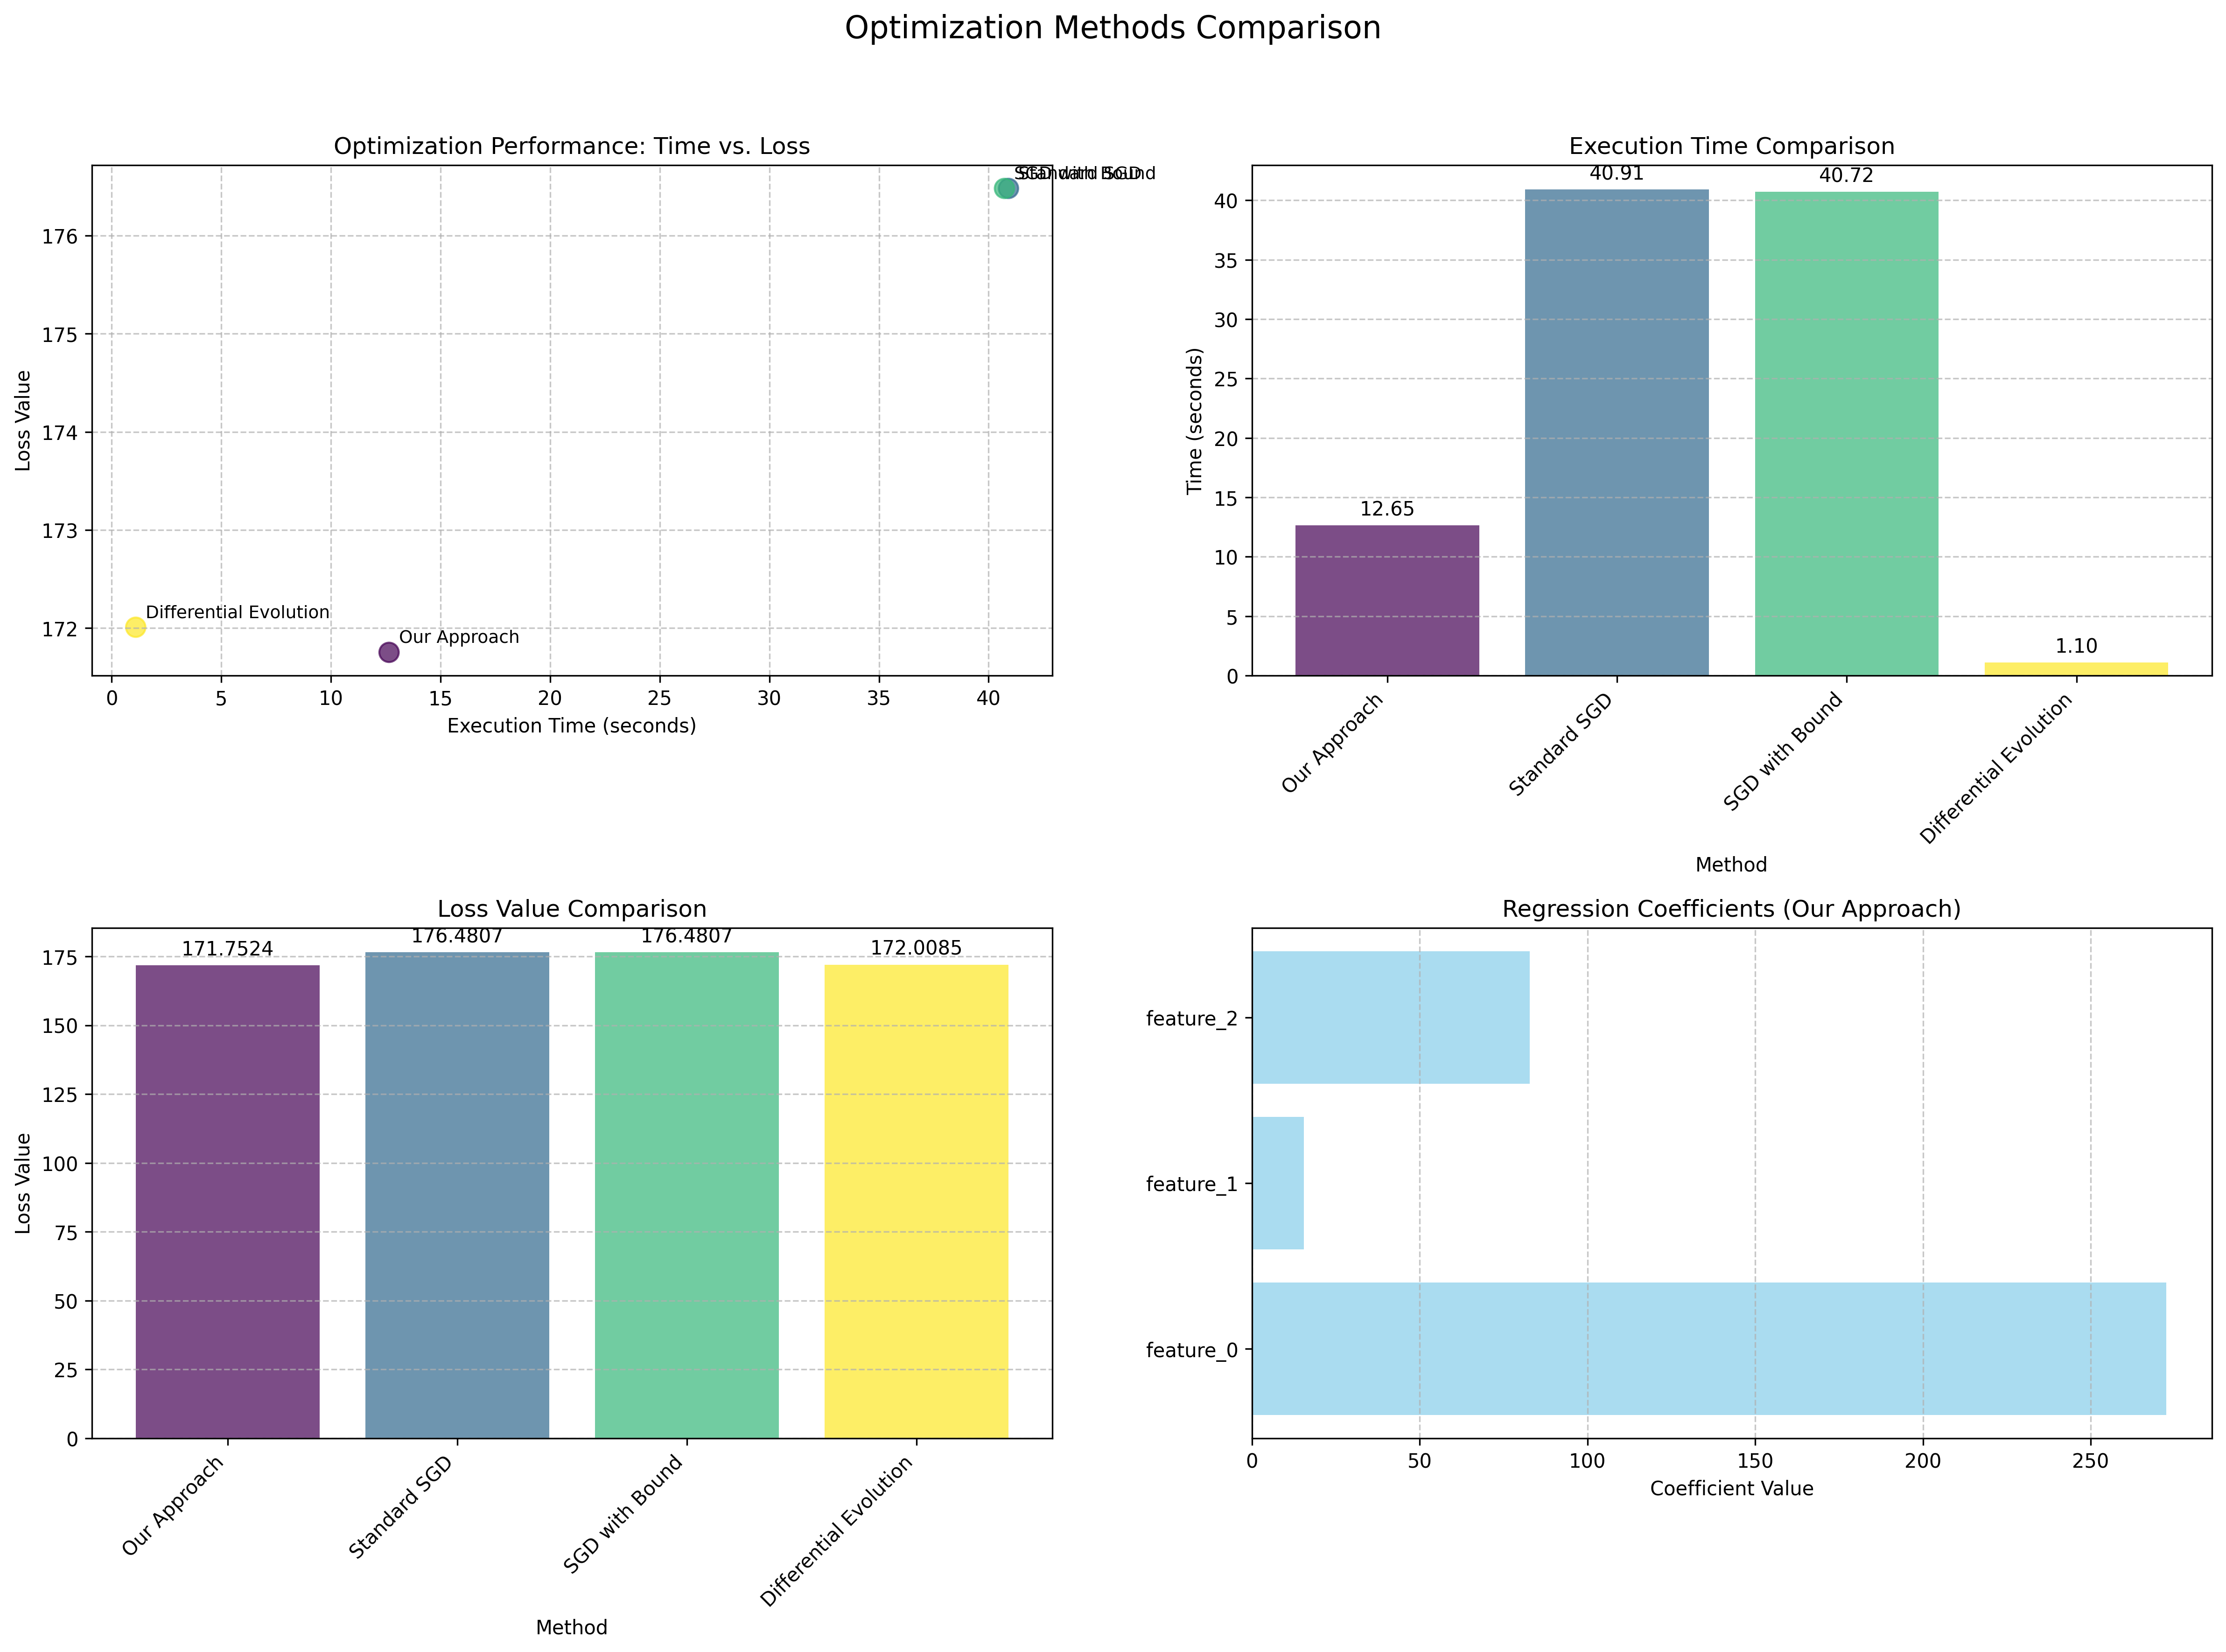 Optimization Methods Comparison
Optimization Performance: Time vs. Loss
Loss Value
176
175
174
173
172
SGD with Bound
Standard SGD
Differential Evolution
Our Approach
0 5 10 15 20 25 30 35 40
Execution Time (seconds)
Execution Time Comparison
Time (seconds)
40
35
30
25
20
15
10
5
0
12.65 40.91 40.72 1.10
Our Approach
Standard SGD
SGD with Bound
Differential Evolution
Method
Loss Value Comparison
Loss Value
175
150
125
100
75
50
25
0
171.7524 176.4807 176.4807 172.0085
Our Approach
Standard SGD
SGD with Bound
Differential Evolution
Method
Regression Coefficients (Our Approach)
feature_2
feature_1
feature_0
0 50 100 150 200 250
Coefficient Value